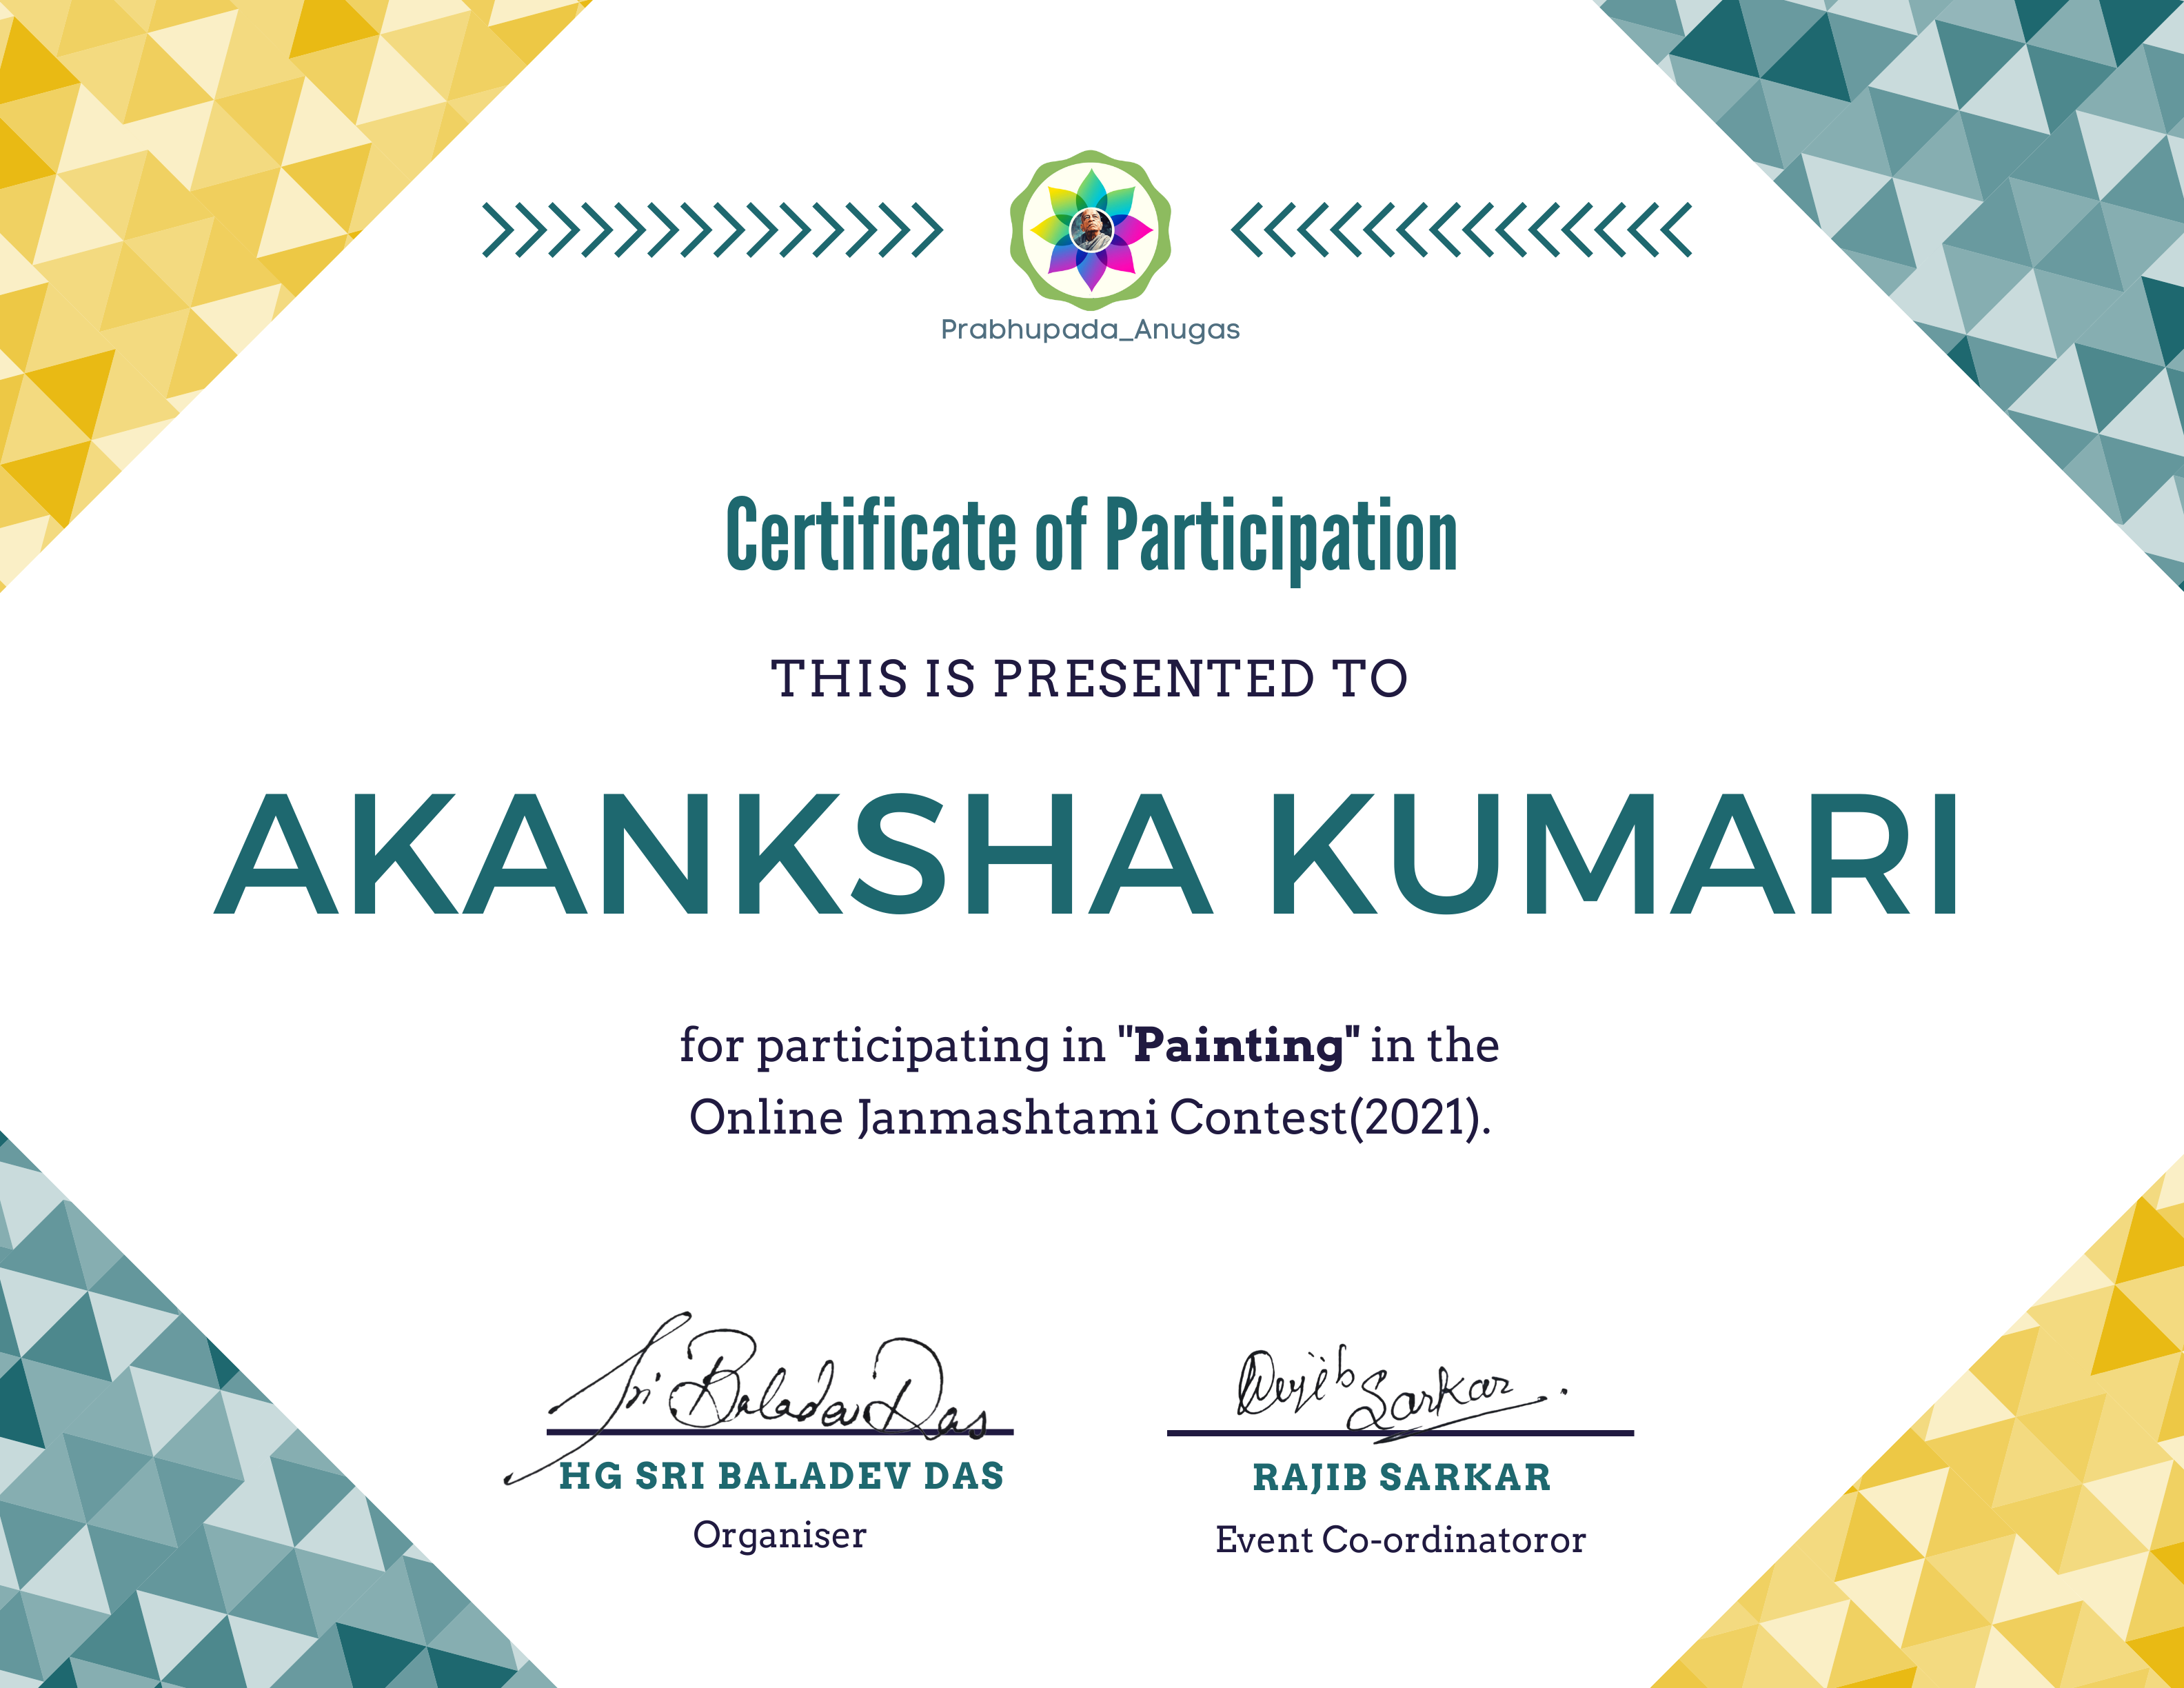 Prabhupada_Anugas
Certificate of Participation
THIS IS PRESENTED TO
AKANKSHA KUMARI
for participating in "Painting" in the
Online Janmashtami Contest(2021).
Sri Baladev Das
Rajib Sarkar
HG SRI BALADEV DAS
RAJIB SARKAR
Organiser
Event Co-ordinatoror